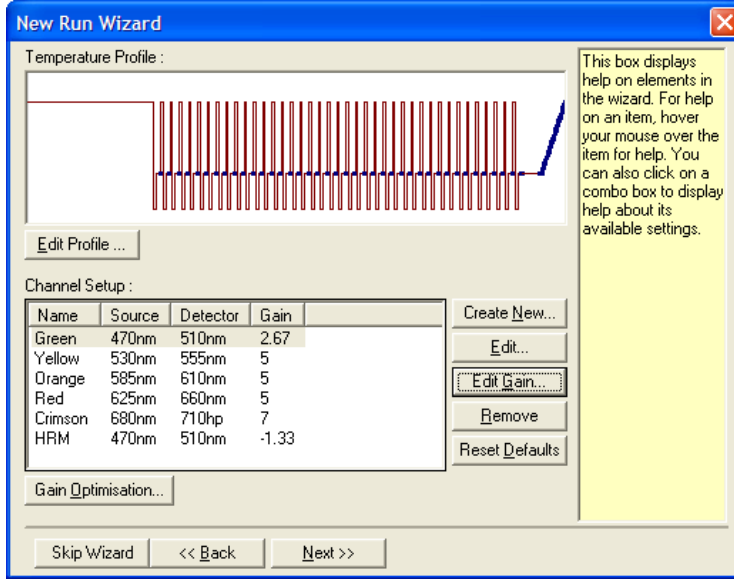 New Run Wizard
Temperature Profile :
Edit Profile ...
Channel Setup :
Name Source Detector Gain
Green 470nm 510nm 2.67
Yellow 530nm 555nm 5
Orange 585nm 610nm 5
Red 625nm 660nm 5
Crimson 680nm 710hp 7
HRM 470nm 510nm -1.33
Create New...
Edit...
Edit Gain...
Remove
Reset Defaults
Gain Optimisation...
This box displays
help on elements in
the wizard. For help
on an item, hover
your mouse over the
item for help. You
can also click on a
combo box to display
help about its
available settings.
Skip Wizard << Back Next >>